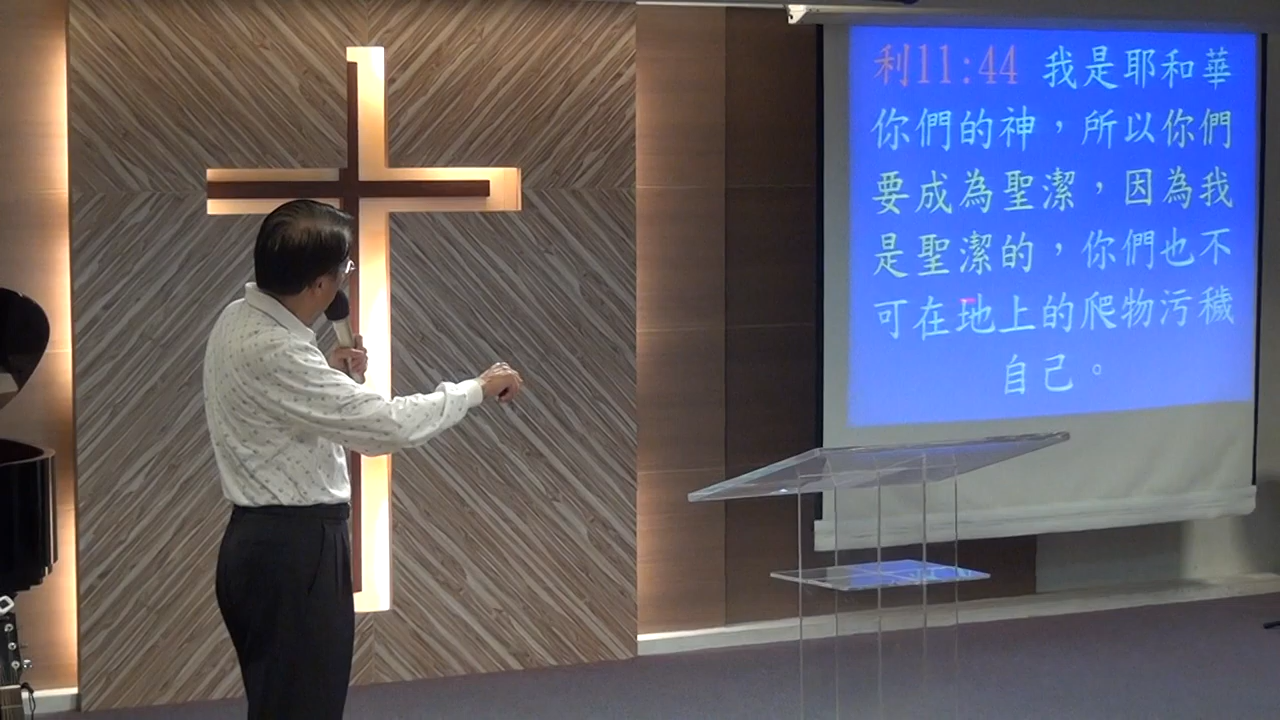 利11:44 我是耶和華
你們的神，所以你們
要成為聖潔，因為我
是聖潔的，你們也不
可在地上的爬物污穢
自己。